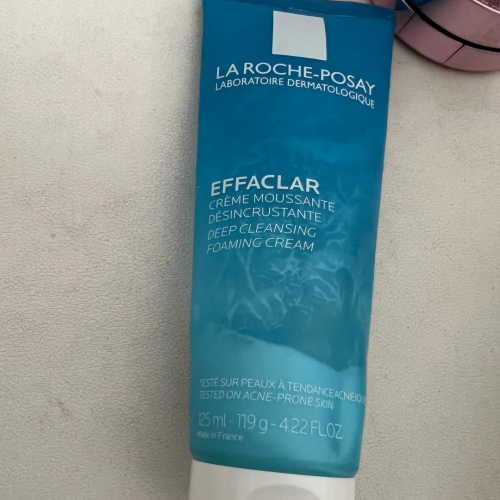 LA ROCHE-POSAY
LABORATOIRE DERMATOLOGIQUE
EFFACLAR
CRÈME MOUSSANTE
DÉSINCRUSTANTE
DEEP CLEANSING
FOAMING CREAM
TESTÉ SUR PEAUX À TENDANCE ACNÉIQU
TESTED ON ACNE-PRONE SKIN
125 ml - 119 g - 4.22 FL.OZ.
Made in France